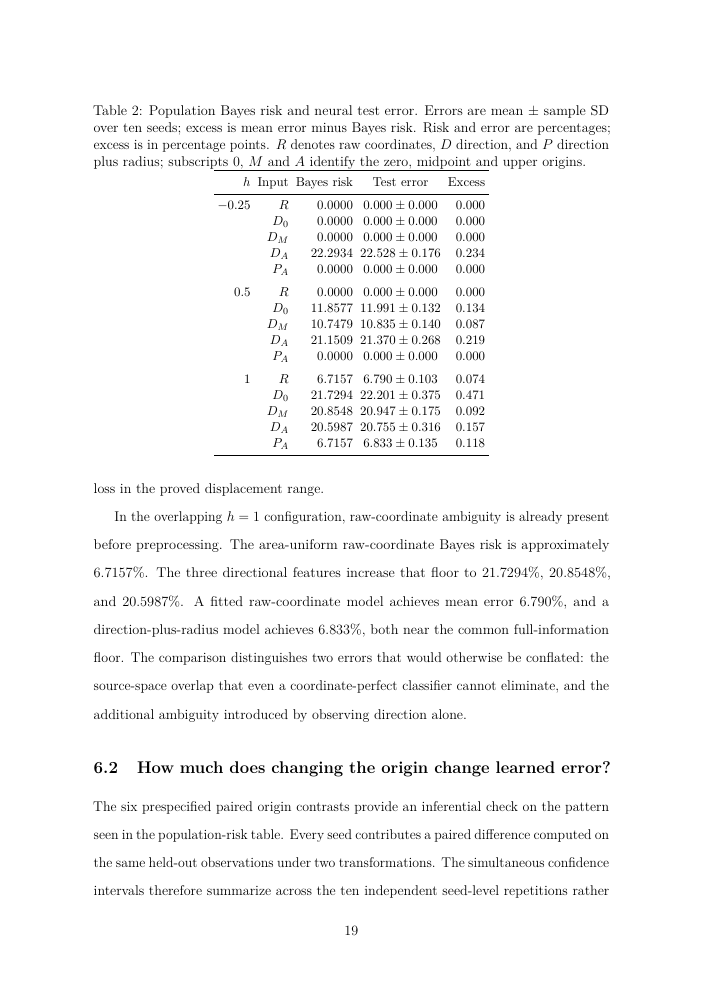 Table 2: Population Bayes risk and neural test error. Errors are mean ± sample SD
over ten seeds; excess is mean error minus Bayes risk. Risk and error are percentages;
excess is in percentage points. R denotes raw coordinates, D direction, and P direction
plus radius; subscripts 0, M and A identify the zero, midpoint and upper origins.
h Input Bayes risk Test error Excess
−0.25 R 0.0000 0.000 ± 0.000 0.000
D₀ 0.0000 0.000 ± 0.000 0.000
D_M 0.0000 0.000 ± 0.000 0.000
D_A 22.2934 22.528 ± 0.176 0.234
P_A 0.0000 0.000 ± 0.000 0.000
0.5 R 0.0000 0.000 ± 0.000 0.000
D₀ 11.8577 11.991 ± 0.132 0.134
D_M 10.7479 10.835 ± 0.140 0.087
D_A 21.1509 21.370 ± 0.268 0.219
P_A 0.0000 0.000 ± 0.000 0.000
1 R 6.7157 6.790 ± 0.103 0.074
D₀ 21.7294 22.201 ± 0.375 0.471
D_M 20.8548 20.947 ± 0.175 0.092
D_A 20.5987 20.755 ± 0.316 0.157
P_A 6.7157 6.833 ± 0.135 0.118
loss in the proved displacement range.
In the overlapping h = 1 configuration, raw-coordinate ambiguity is already present
before preprocessing. The area-uniform raw-coordinate Bayes risk is approximately
6.7157%. The three directional features increase that floor to 21.7294%, 20.8548%,
and 20.5987%. A fitted raw-coordinate model achieves mean error 6.790%, and a
direction-plus-radius model achieves 6.833%, both near the common full-information
floor. The comparison distinguishes two errors that would otherwise be conflated: the
source-space overlap that even a coordinate-perfect classifier cannot eliminate, and the
additional ambiguity introduced by observing direction alone.
6.2 How much does changing the origin change learned error?
The six prespecified paired origin contrasts provide an inferential check on the pattern
seen in the population-risk table. Every seed contributes a paired difference computed on
the same held-out observations under two transformations. The simultaneous confidence
intervals therefore summarize across the ten independent seed-level repetitions rather
19